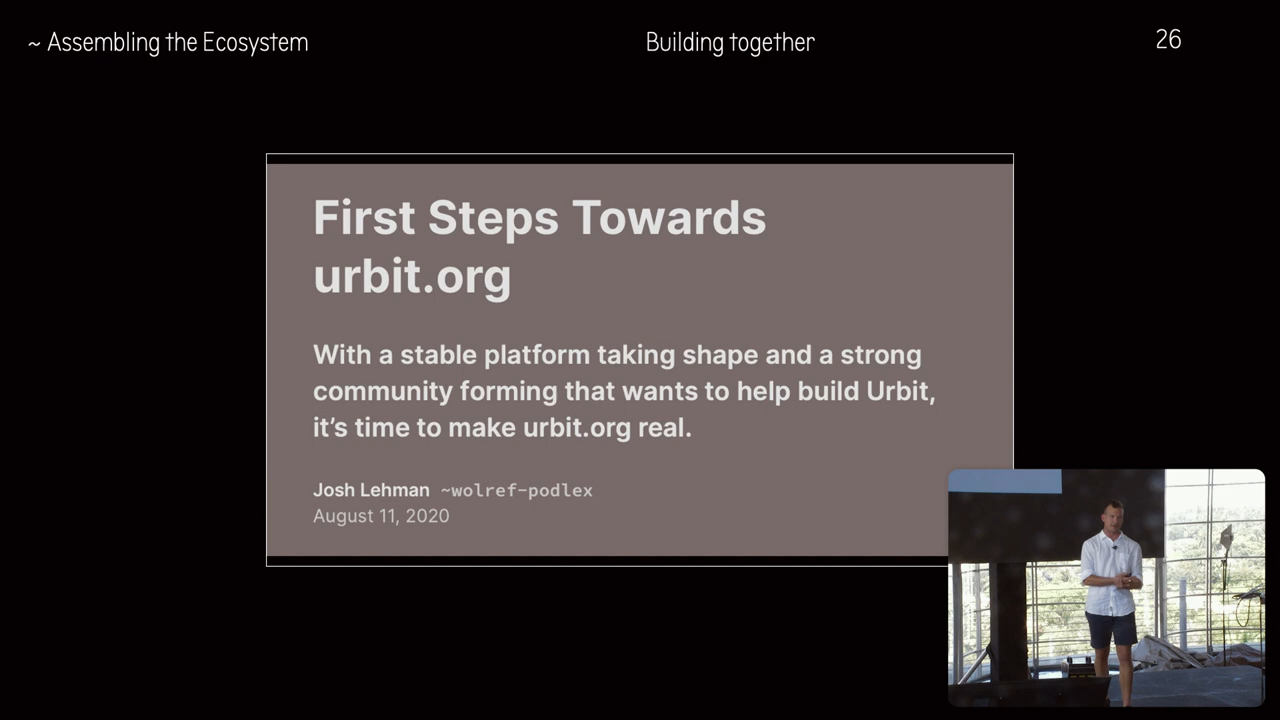 ~ Assembling the Ecosystem
Building together
26
First Steps Towards
urbit.org
With a stable platform taking shape and a strong
community forming that wants to help build Urbit,
it’s time to make urbit.org real.
Josh Lehman ~wolref-podlex
August 11, 2020